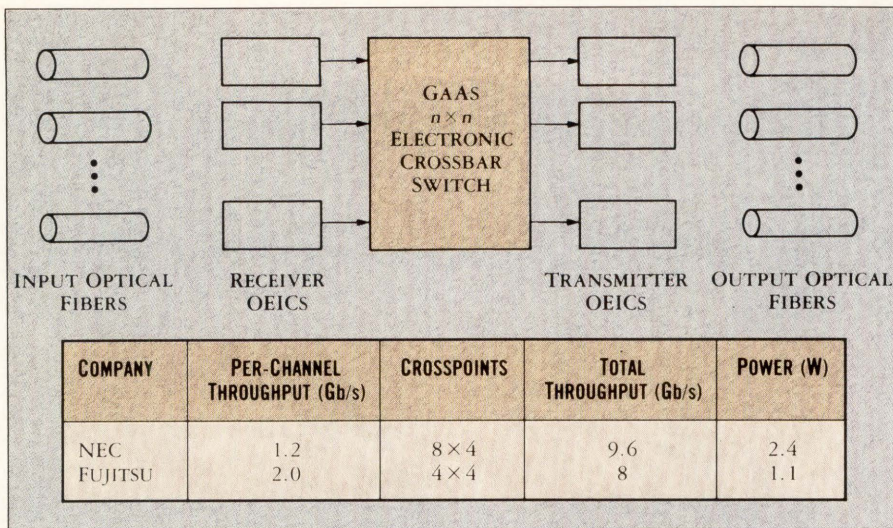 GAAS
n × n
ELECTRONIC
CROSSBAR
SWITCH
INPUT OPTICAL
FIBERS
RECEIVER
OEICS
TRANSMITTER
OEICS
OUTPUT OPTICAL
FIBERS
COMPANY
PER-CHANNEL
THROUGHPUT (Gb/s)
CROSSPOINTS
TOTAL
THROUGHPUT (Gb/s)
POWER (W)
NEC 1.2 8 × 4 9.6 2.4
FUJITSU 2.0 4 × 4 8 1.1